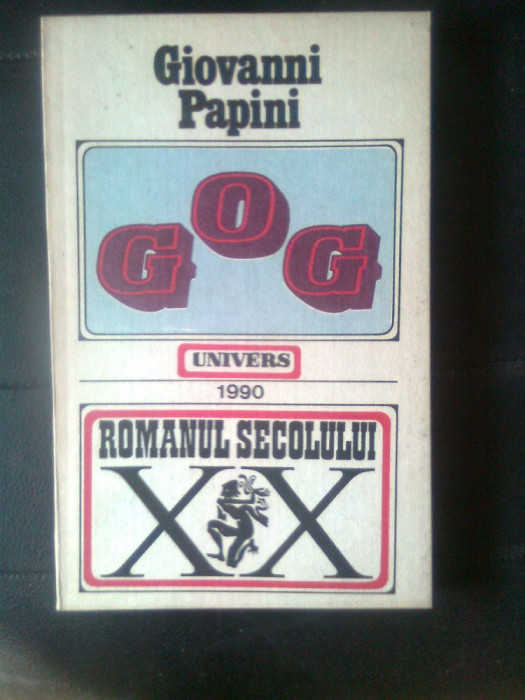 Giovanni
Papini
GOG
UNIVERS
1990
ROMANUL SECOLULUI
XX